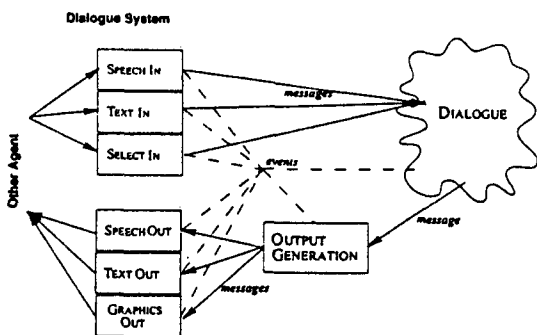 Dialogue System
SPEECH IN
messages
TEXT IN
DIALOGUE
SELECT IN
events
Other Agent
message
SPEECH OUT
OUTPUT
GENERATION
TEXT OUT
messages
GRAPHICS
OUT